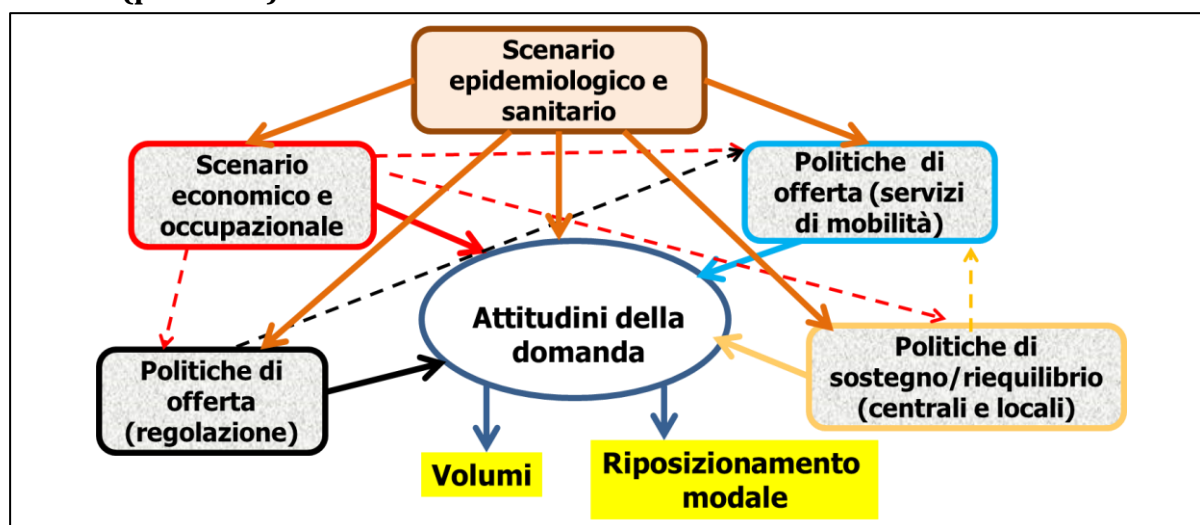 Scenario
epidemiologico e
sanitario
Scenario
economico e
occupazionale
Politiche di
offerta (servizi
di mobilità)
Attitudini della
domanda
Politiche di
offerta
(regolazione)
Politiche di
sostegno/riequilibrio
(centrali e locali)
Volumi
Riposizionamento
modale